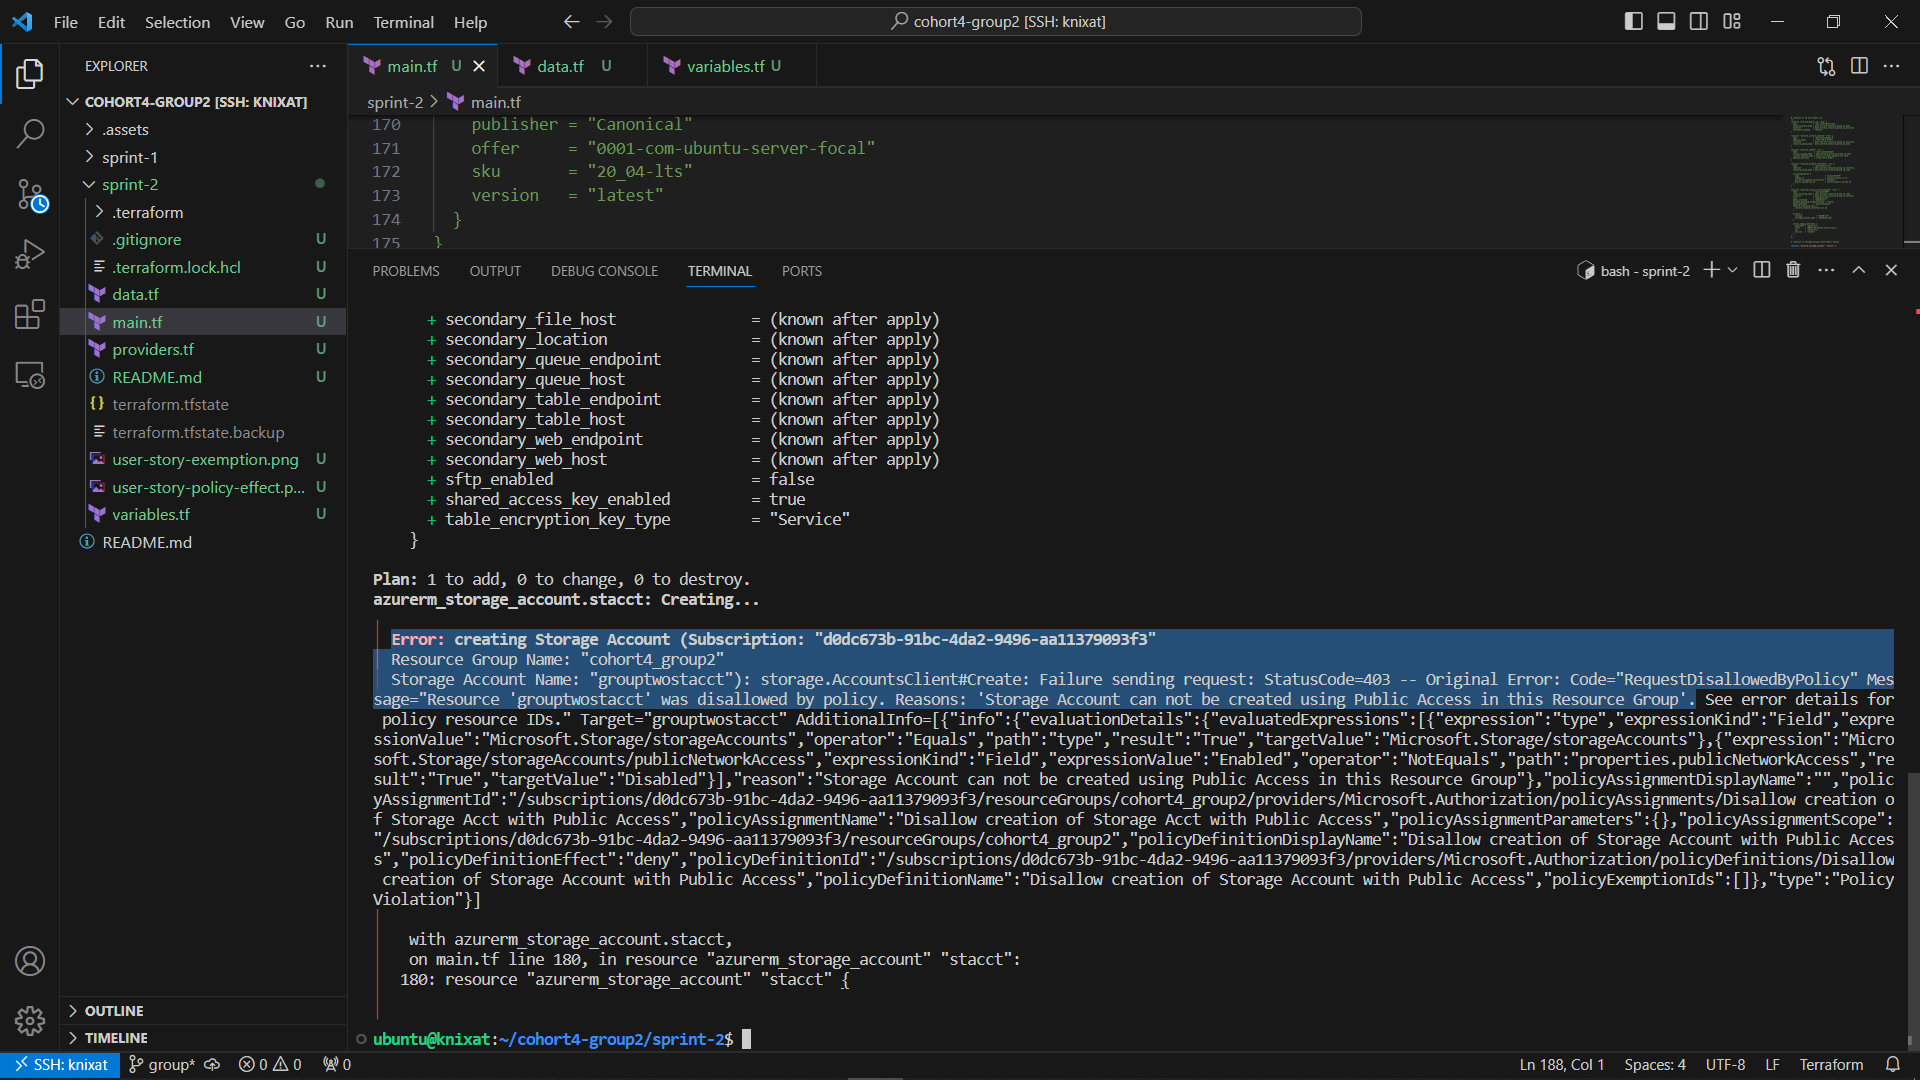 File Edit Selection View Go Run Terminal Help
cohort4-group2 [SSH: knixat]
EXPLORER
COHORT4-GROUP2 [SSH: KNIXAT]
.assets
sprint-1
sprint-2
.terraform
.gitignore U
.terraform.lock.hcl U
data.tf U
main.tf U
providers.tf U
README.md U
terraform.tfstate
terraform.tfstate.backup
user-story-exemption.png U
user-story-policy-effect.p... U
variables.tf U
README.md
OUTLINE
TIMELINE
main.tf U
data.tf U
variables.tf U
sprint-2 > main.tf
170 publisher = "Canonical"
171 offer = "0001-com-ubuntu-server-focal"
172 sku = "20_04-lts"
173 version = "latest"
174 }
175 }
PROBLEMS OUTPUT DEBUG CONSOLE TERMINAL PORTS
bash - sprint-2
+ secondary_file_host = (known after apply)
+ secondary_location = (known after apply)
+ secondary_queue_endpoint = (known after apply)
+ secondary_queue_host = (known after apply)
+ secondary_table_endpoint = (known after apply)
+ secondary_table_host = (known after apply)
+ secondary_web_endpoint = (known after apply)
+ secondary_web_host = (known after apply)
+ sftp_enabled = false
+ shared_access_key_enabled = true
+ table_encryption_key_type = "Service"
}
Plan: 1 to add, 0 to change, 0 to destroy.
azurerm_storage_account.stacct: Creating...
Error: creating Storage Account (Subscription: "d0dc673b-91bc-4da2-9496-aa11379093f3"
Resource Group Name: "cohort4_group2"
Storage Account Name: "grouptwostacct"): storage.AccountsClient#Create: Failure sending request: StatusCode=403 -- Original Error: Code="RequestDisallowedByPolicy" Mes
sage="Resource 'grouptwostacct' was disallowed by policy. Reasons: 'Storage Account can not be created using Public Access in this Resource Group'. See error details for
policy resource IDs." Target="grouptwostacct" AdditionalInfo=[{"info":{"evaluationDetails":{"evaluatedExpressions":[{"expression":"type","expressionKind":"Field","expre
ssionValue":"Microsoft.Storage/storageAccounts","operator":"Equals","path":"type","result":"True","targetValue":"Microsoft.Storage/storageAccounts"},{"expression":"Micro
soft.Storage/storageAccounts/publicNetworkAccess","expressionKind":"Field","expressionValue":"Enabled","operator":"NotEquals","path":"properties.publicNetworkAccess","re
sult":"True","targetValue":"Disabled"}],"reason":"Storage Account can not be created using Public Access in this Resource Group"},"policyAssignmentDisplayName":"","polic
yAssignmentId":"/subscriptions/d0dc673b-91bc-4da2-9496-aa11379093f3/resourceGroups/cohort4_group2/providers/Microsoft.Authorization/policyAssignments/Disallow creation o
f Storage Acct with Public Access","policyAssignmentName":"Disallow creation of Storage Acct with Public Access","policyAssignmentParameters":{},"policyAssignmentScope":
"/subscriptions/d0dc673b-91bc-4da2-9496-aa11379093f3/resourceGroups/cohort4_group2","policyDefinitionDisplayName":"Disallow creation of Storage Account with Public Acces
s","policyDefinitionEffect":"deny","policyDefinitionId":"/subscriptions/d0dc673b-91bc-4da2-9496-aa11379093f3/providers/Microsoft.Authorization/policyDefinitions/Disallow
creation of Storage Account with Public Access","policyDefinitionName":"Disallow creation of Storage Account with Public Access","policyExemptionIds":[]},"type":"Policy
Violation"}]
with azurerm_storage_account.stacct,
on main.tf line 180, in resource "azurerm_storage_account" "stacct":
180: resource "azurerm_storage_account" "stacct" {
ubuntu@knixat:~/cohort4-group2/sprint-2$
SSH: knixat group* 0 0 0 Ln 188, Col 1 Spaces: 4 UTF-8 LF Terraform